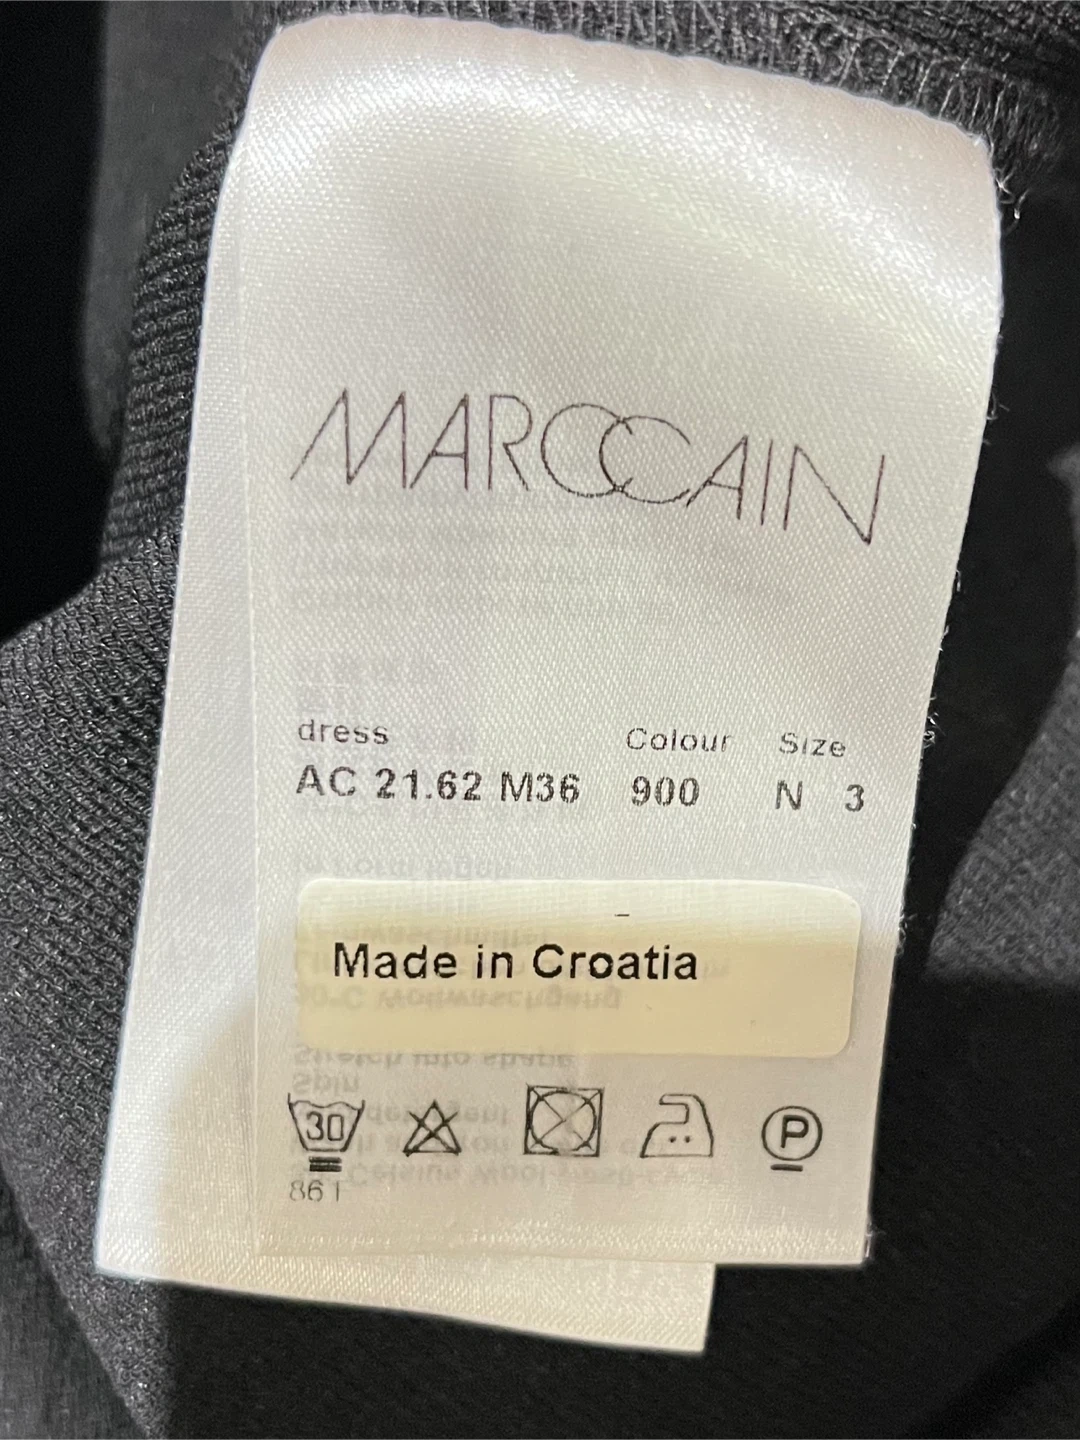 MARCCAIN
dress Colour Size
AC 21.62 M36 900 N 3
Made in Croatia
30 P
861